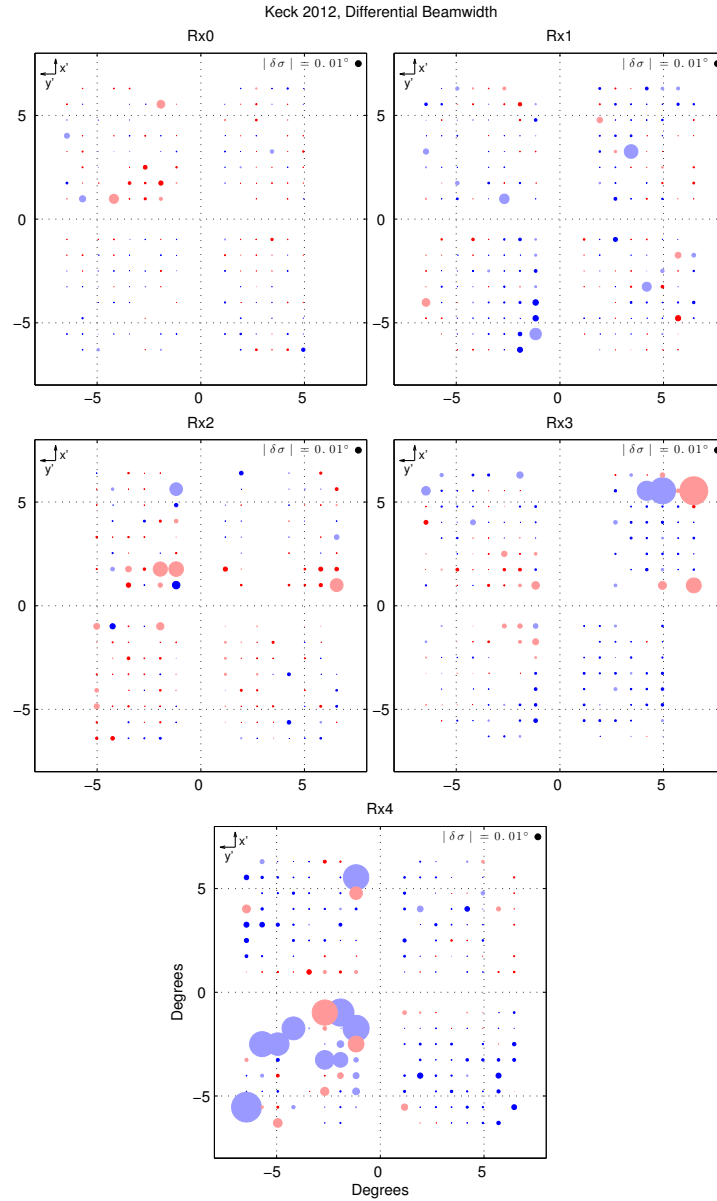 Keck 2012, Differential Beamwidth
Rx0
Rx1
x'
y'
| δσ | = 0.01°
x'
y'
| δσ | = 0.01°
5
0
−5
5
0
−5
−5
0
5
−5
0
5
Rx2
Rx3
x'
y'
| δσ | = 0.01°
x'
y'
| δσ | = 0.01°
5
0
−5
5
0
−5
−5
0
5
−5
0
5
Rx4
x'
y'
| δσ | = 0.01°
5
0
−5
Degrees
−5
0
5
Degrees